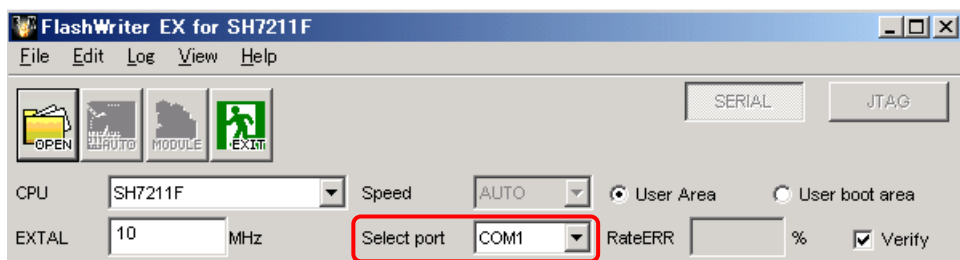 FlashWriter EX for SH7211F
File Edit Log View Help
OPEN AUTO MODULE EXIT SERIAL JTAG
CPU SH7211F Speed AUTO User Area User boot area
EXTAL 10 MHz Select port COM1 RateERR % Verify